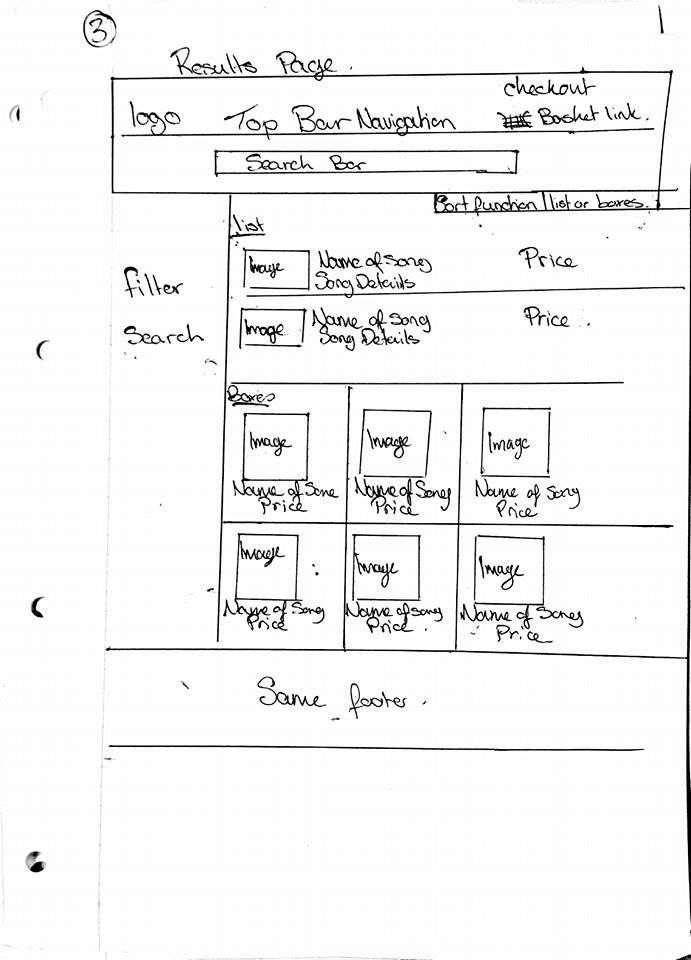 3
Results Page.
checkout
logo Top Bar Navigation Basket link.
Search Bar
Sort function | list or boxes.
list
Image Name of Song Price
Song Details
filter
Search
Image Name of Song Price
Song Details
Boxes
Image Image Image
Name of Song Name of Song Name of Song
Price Price Price
Image Image Image
Name of Song Name of Song Name of Song
Price Price Price
Same footer.